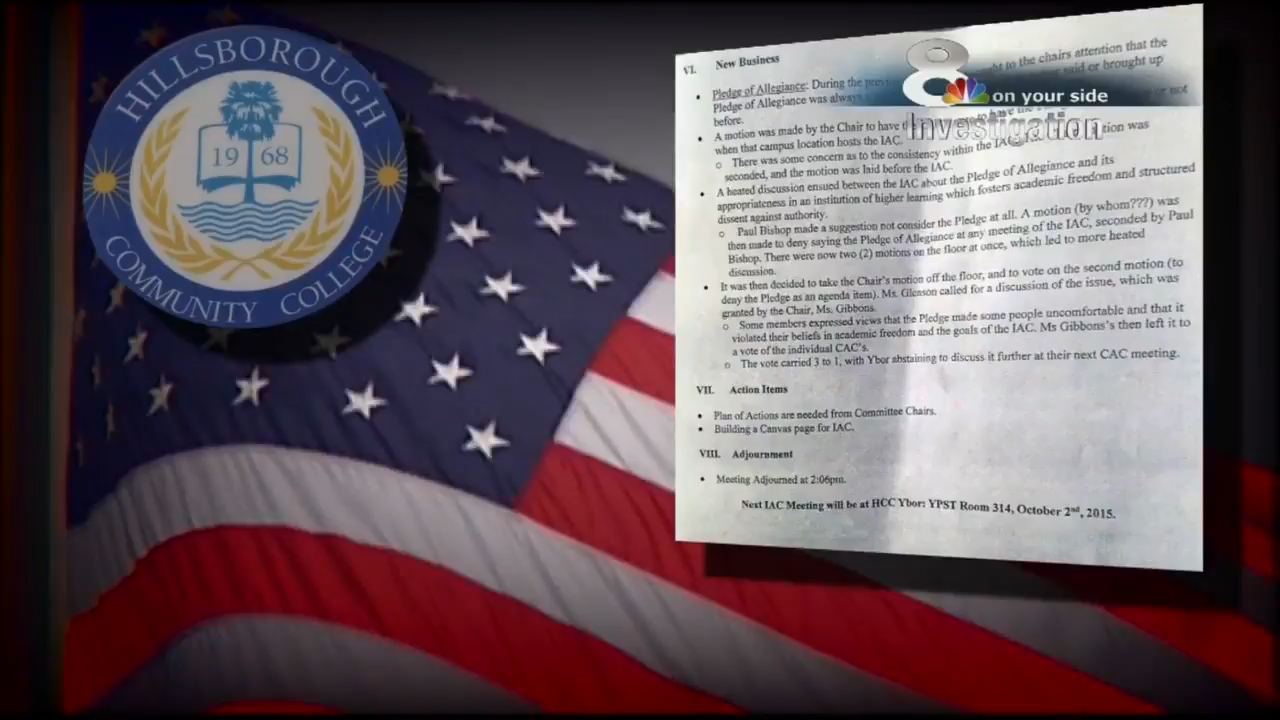 HILLSBOROUGH
19 68
COMMUNITY COLLEGE
8 on your side
Investigation
VI. New Business
• Pledge of Allegiance: During the to the chairs attention that the
Pledge of Allegiance was always said or brought up
before. or not
• A motion was made by the Chair to have
when that campus location hosts the IAC.
o There was some concern as to the consistency within the IAC was
seconded, and the motion was laid before the IAC.
• A heated discussion ensued between the IAC about the Pledge of Allegiance and its
appropriateness in an institution of higher learning which fosters academic freedom and structured
dissent against authority.
o Paul Bishop made a suggestion not consider the Pledge at all. A motion (by whom???) was
then made to deny saying the Pledge of Allegiance at any meeting of the IAC, seconded by Paul
Bishop. There were now two (2) motions on the floor at once, which led to more heated
discussion.
• It was then decided to take the Chair's motion off the floor, and to vote on the second motion (to
deny the Pledge as an agenda item). Ms. Gleason called for a discussion of the issue, which was
granted by the Chair, Ms. Gibbons.
o Some members expressed views that the Pledge made some people uncomfortable and that it
violated their beliefs in academic freedom and the goals of the IAC. Ms Gibbons's then left it to
a vote of the individual CAC's.
o The vote carried 3 to 1, with Ybor abstaining to discuss it further at their next CAC meeting.
VII. Action Items
• Plan of Actions are needed from Committee Chairs.
• Building a Canvas page for IAC.
VIII. Adjournment
• Meeting Adjourned at 2:06pm.
Next IAC Meeting will be at HCC Ybor: YPST Room 314, October 2nd, 2015.